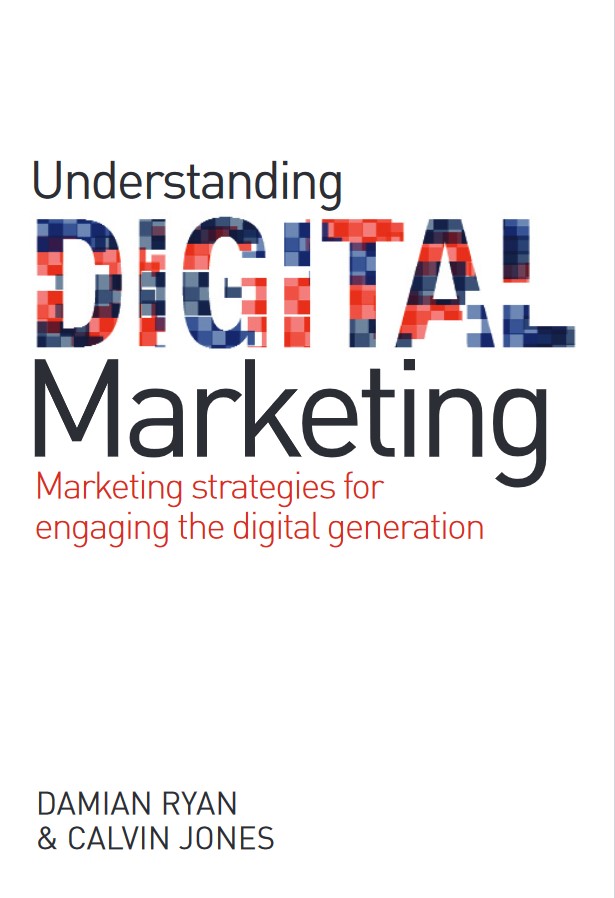 Understanding
DIGITAL
Marketing
Marketing strategies for
engaging the digital generation
DAMIAN RYAN
& CALVIN JONES